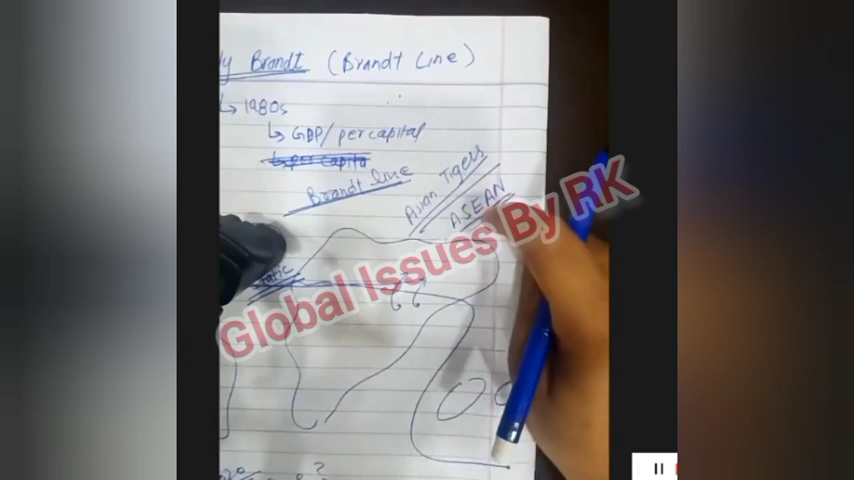 Brandt (Brandt Line)
↳ 1980s
↳ GDP/percapital
Brandt line
Asian Tigers
ASEAN
Global Issues By RK